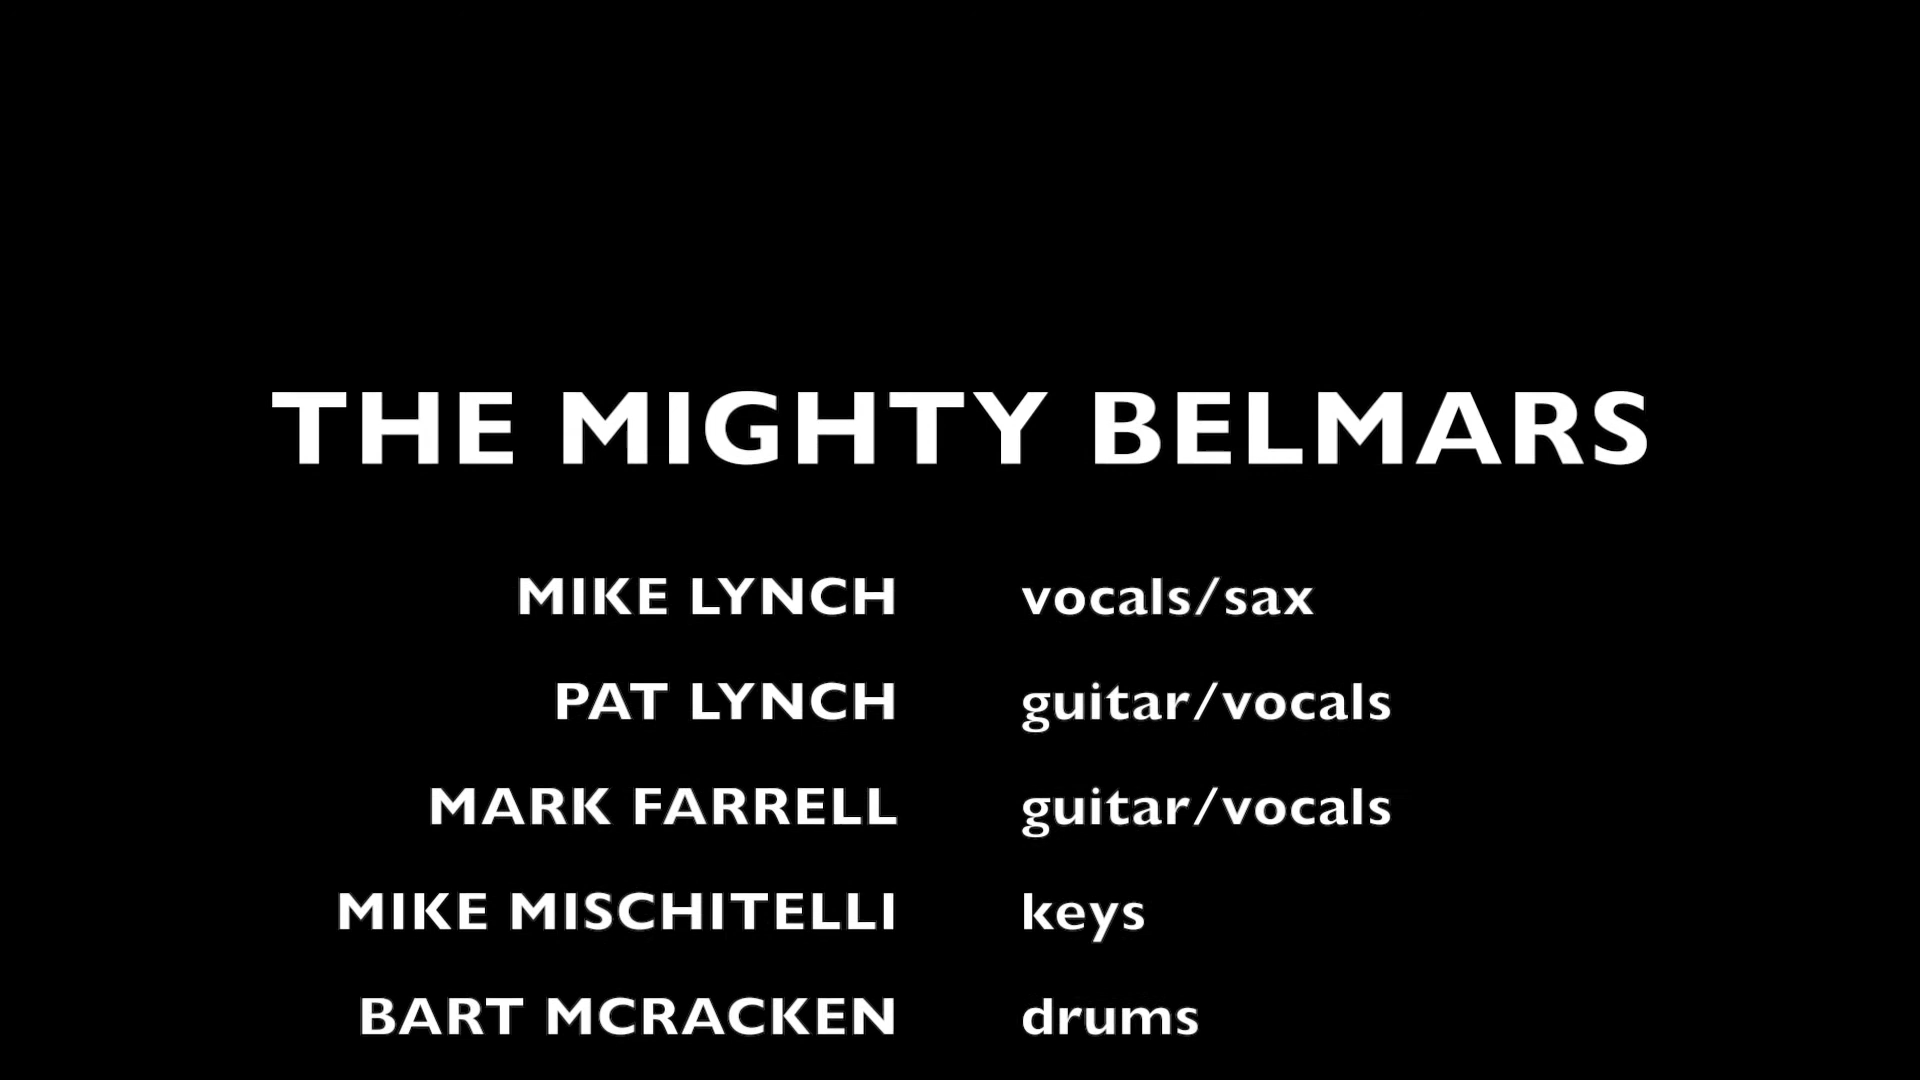 THE MIGHTY BELMARS
MIKE LYNCH vocals/sax
PAT LYNCH guitar/vocals
MARK FARRELL guitar/vocals
MIKE MISCHITELLI keys
BART MCRACKEN drums